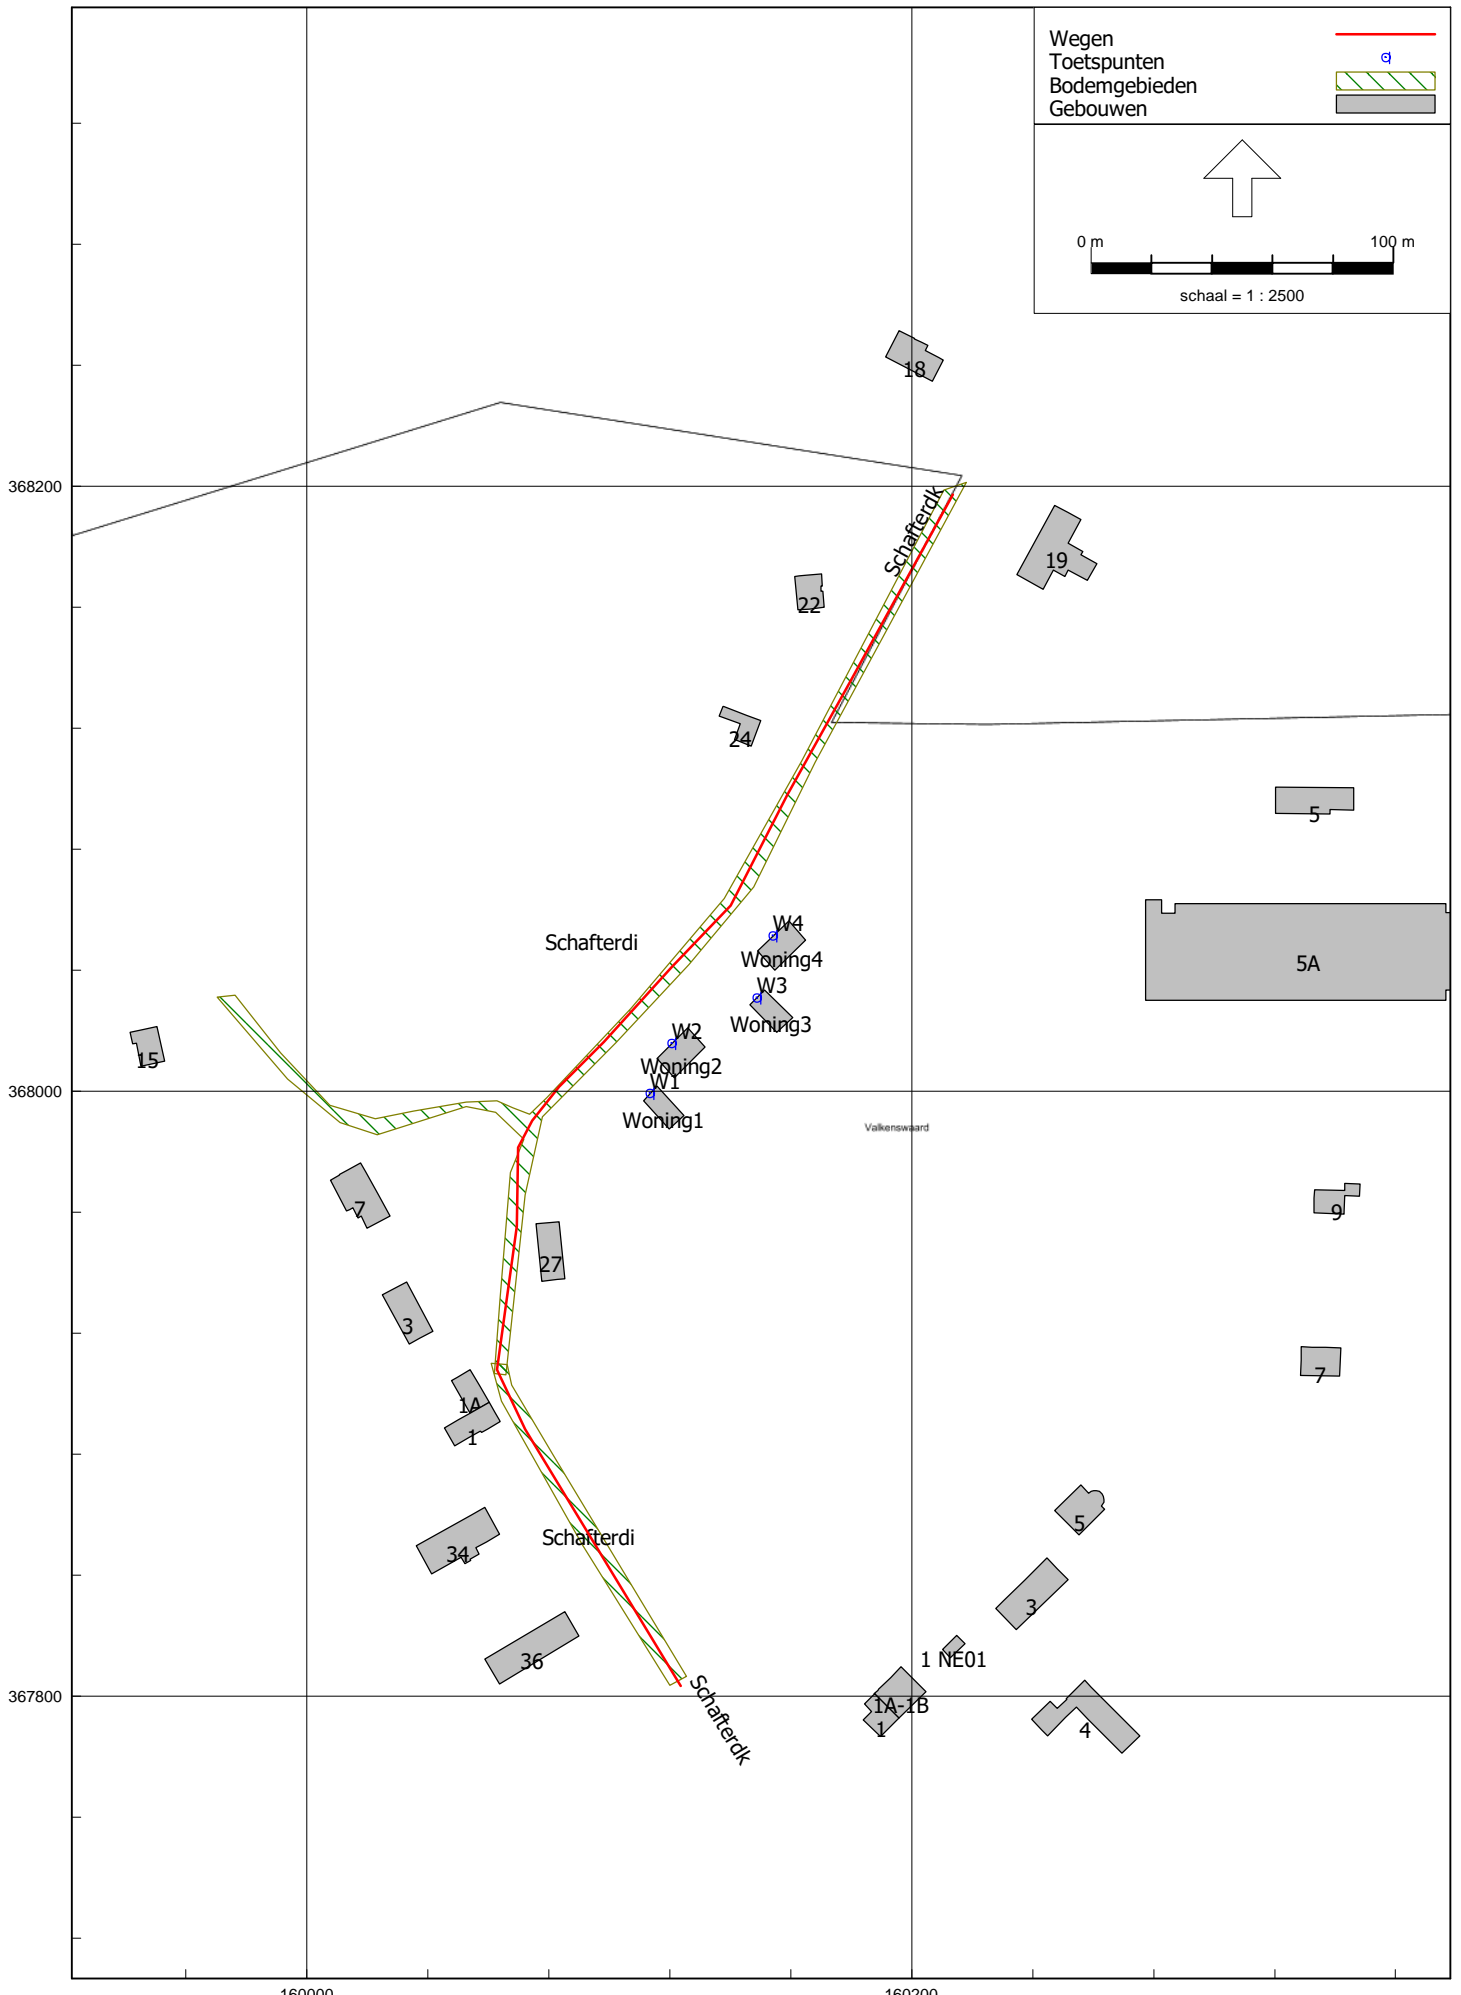 Wegen
Toetspunten
Bodemgebieden
Gebouwen
0 m 100 m
schaal = 1 : 2500
18
368200
Schafterdk
19
22
24
5
W4
Schafterdi
Woning4
5A
W3
Woning3
W2
15
Woning2
W1
368000
Woning1
Valkenswaard
7
9
27
3
7
1A
1
5
Schafterdi
34
3
36
1 NE01
Schafterdk
367800
1A-1B
1
4
160000 160200